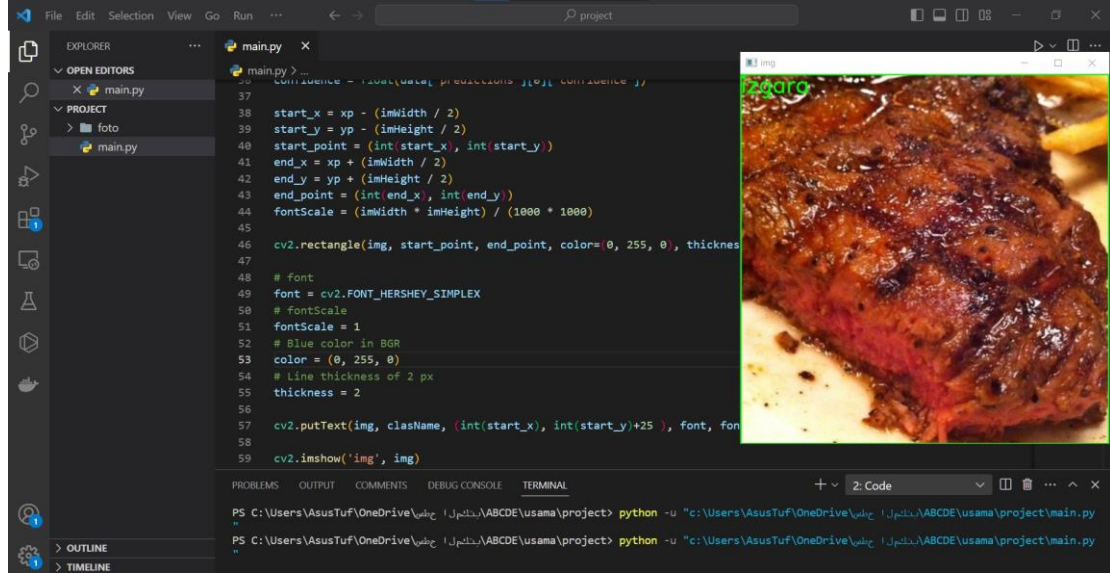 File Edit Selection View Go Run ··· project
EXPLORER ···
OPEN EDITORS
main.py
PROJECT
foto
main.py
OUTLINE
TIMELINE
main.py
main.py > ...
36 confidence = float(data['predictions'][0]['confidence'])
37
38 start_x = xp - (imWidth / 2)
39 start_y = yp - (imHeight / 2)
40 start_point = (int(start_x), int(start_y))
41 end_x = xp + (imWidth / 2)
42 end_y = yp + (imHeight / 2)
43 end_point = (int(end_x), int(end_y))
44 fontScale = (imWidth * imHeight) / (1000 * 1000)
45
46 cv2.rectangle(img, start_point, end_point, color=(0, 255, 0), thicknes
47
48 # font
49 font = cv2.FONT_HERSHEY_SIMPLEX
50 # fontScale
51 fontScale = 1
52 # Blue color in BGR
53 color = (0, 255, 0)
54 # Line thickness of 2 px
55 thickness = 2
56
57 cv2.putText(img, clasName, (int(start_x), int(start_y)+25 ), font, fon
58
59 cv2.imshow('img', img)
img
izgara
PROBLEMS OUTPUT COMMENTS DEBUG CONSOLE TERMINAL 2: Code
PS C:\Users\AsusTuf\OneDrive\ \ABCDE\usama\project> python -u "c:\Users\AsusTuf\OneDrive\ \ABCDE\usama\project\main.py
"
PS C:\Users\AsusTuf\OneDrive\ \ABCDE\usama\project> python -u "c:\Users\AsusTuf\OneDrive\ \ABCDE\usama\project\main.py
"